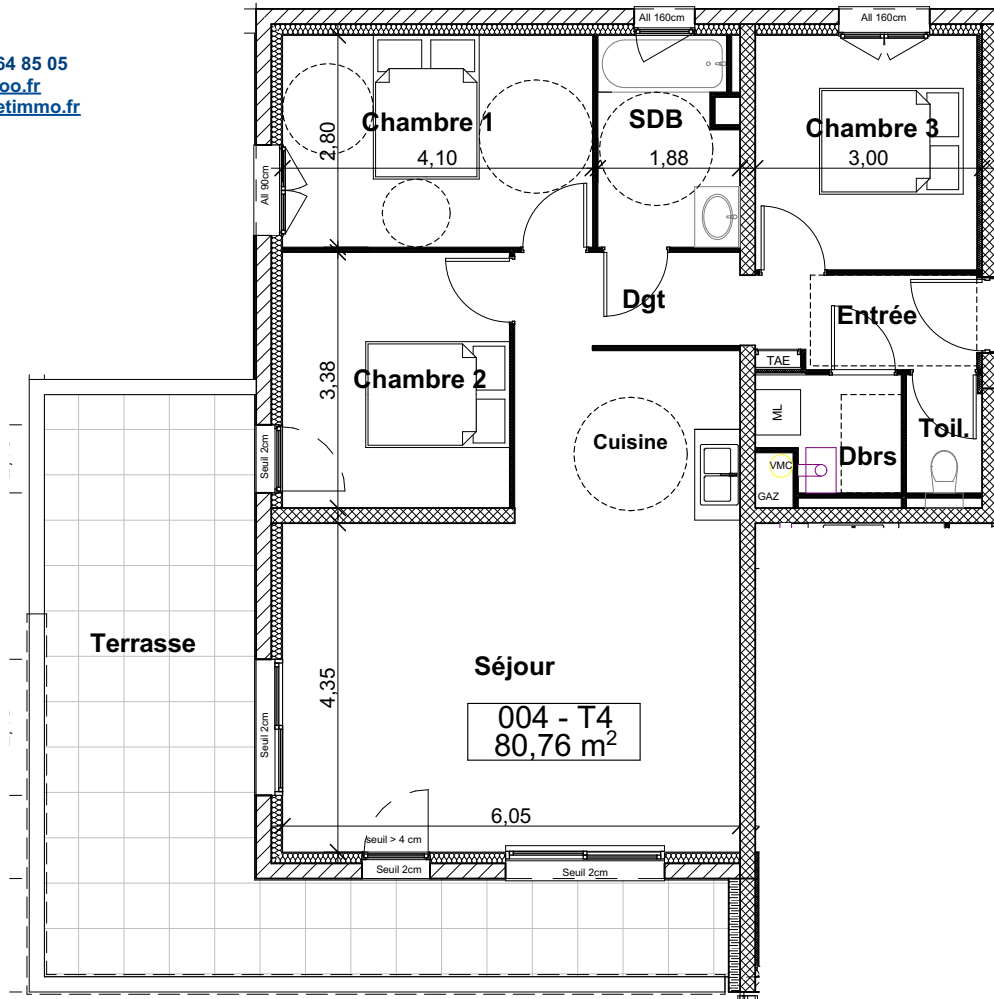 64 85 05
oo.fr
etimmo.fr
All 160cm
All 160cm
Chambre 1
SDB
Chambre 3
2,80
4,10
1,88
3,00
All 90cm
Dgt
Entrée
TAE
Chambre 2
3,38
Cuisine
ML
Toil.
Dbrs
VMC
GAZ
Seuil 2cm
Terrasse
Séjour
4,35
004 - T4
80,76 m²
Seuil 2cm
6,05
seuil > 4 cm
Seuil 2cm
Seuil 2cm